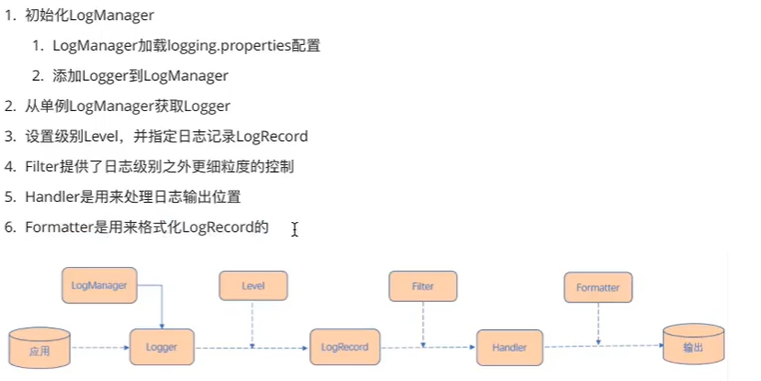 1. 初始化LogManager
1. LogManager加载logging.properties配置
2. 添加Logger到LogManager
2. 从单例LogManager获取Logger
3. 设置级别Level，并指定日志记录LogRecord
4. Filter提供了日志级别之外更细粒度的控制
5. Handler是用来处理日志输出位置
6. Formatter是用来格式化LogRecord的
LogManager
Level
Filter
Formatter
应用
Logger
LogRecord
Handler
输出